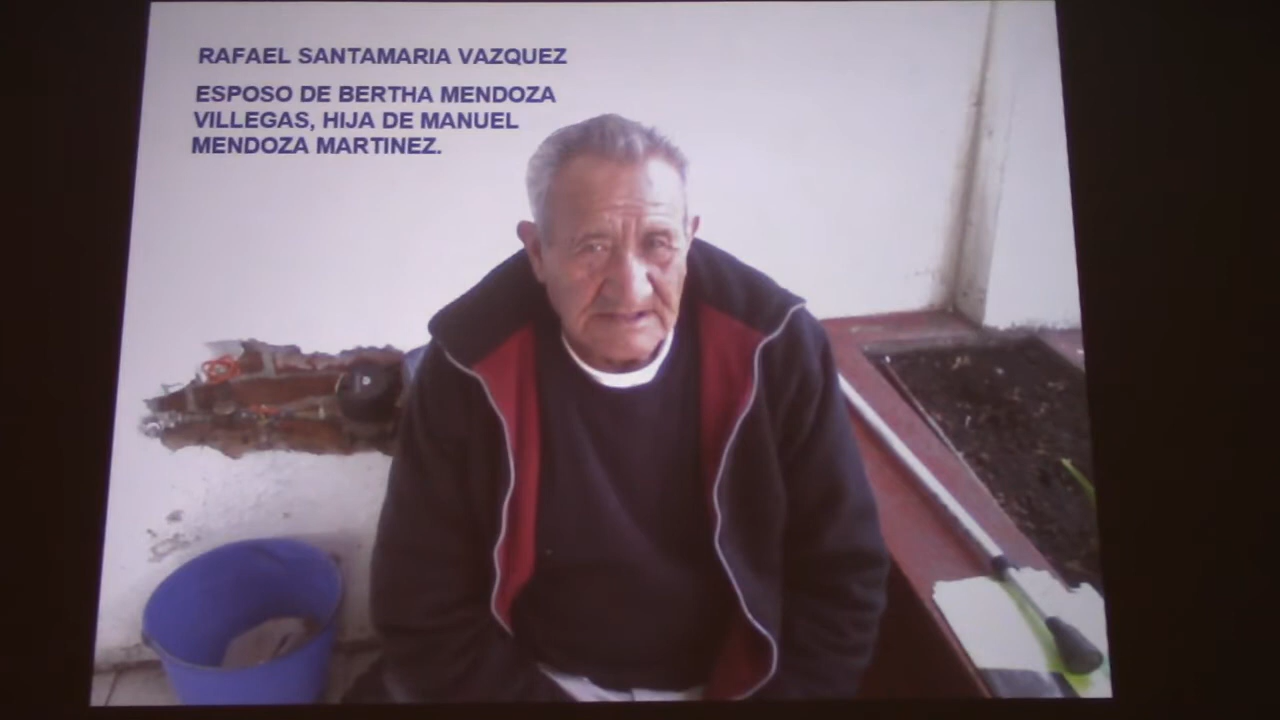 RAFAEL SANTAMARIA VAZQUEZ
ESPOSO DE BERTHA MENDOZA
VILLEGAS, HIJA DE MANUEL
MENDOZA MARTINEZ.